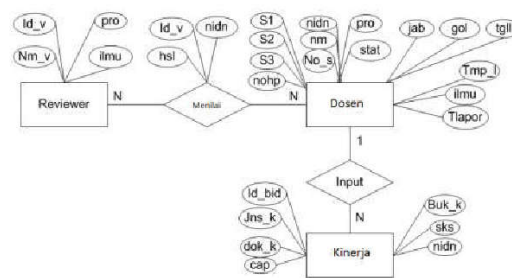 Id_v
pro
Nm_v
ilmu
Reviewer
N
Id_v
nidn
hsl
Menilai
N
S1
S2
S3
nohp
nidn
nm
No_s
pro
stat
jab
gol
Tmp_l
ilmu
Tlapor
Dosen
1
Input
N
Id_bid
Jns_k
dok_k
cap
Buk_k
sks
nidn
Kinerja